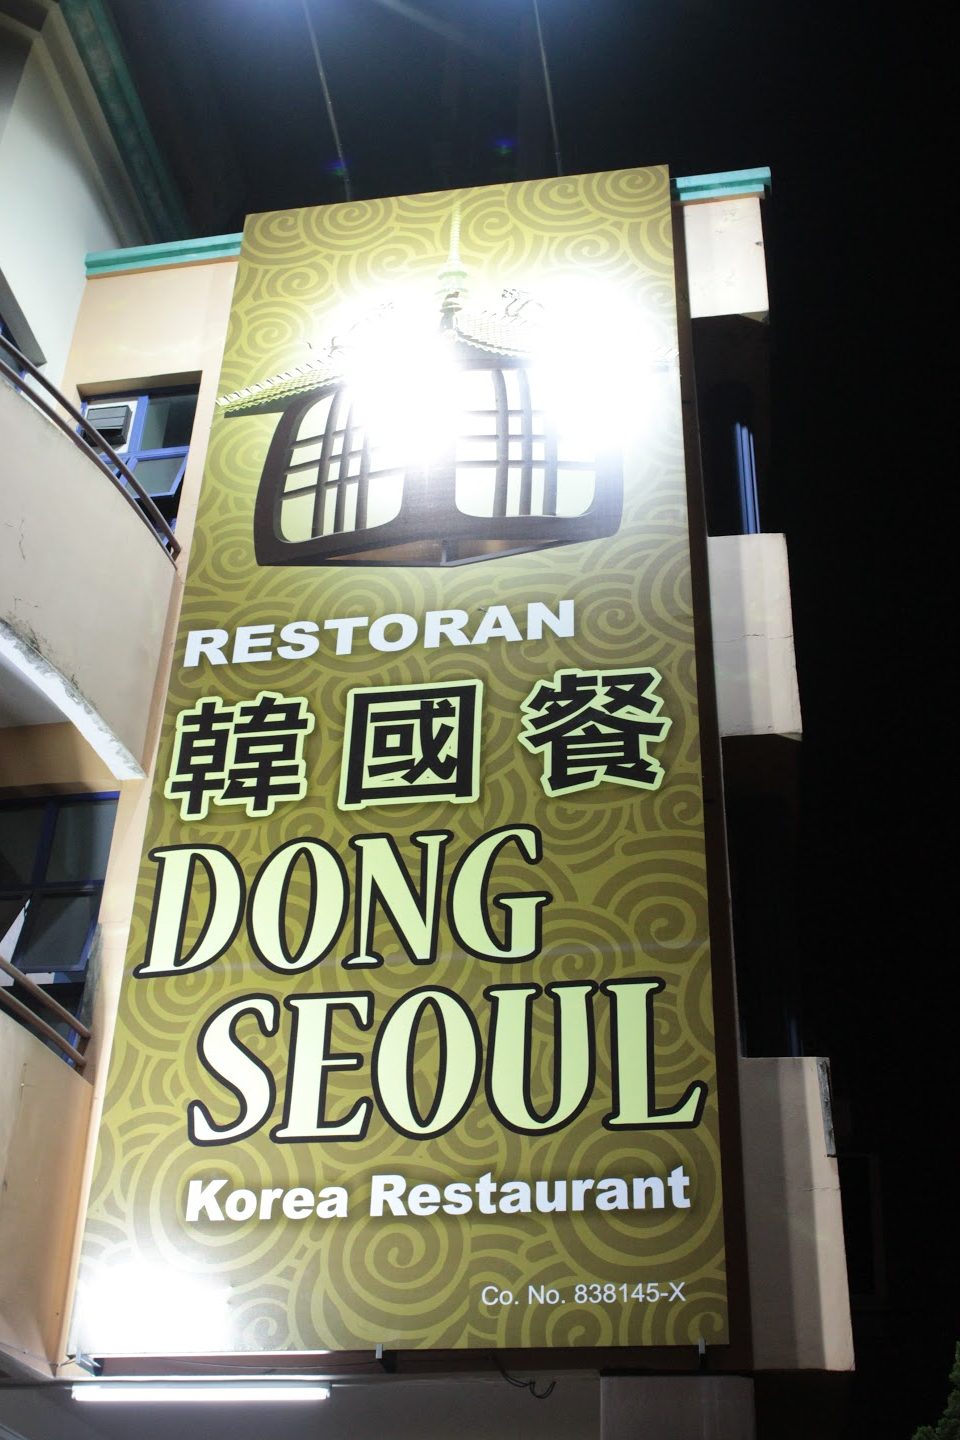 RESTORAN
韓國餐
DONG
SEOUL
Korea Restaurant
Co. No. 838145-X